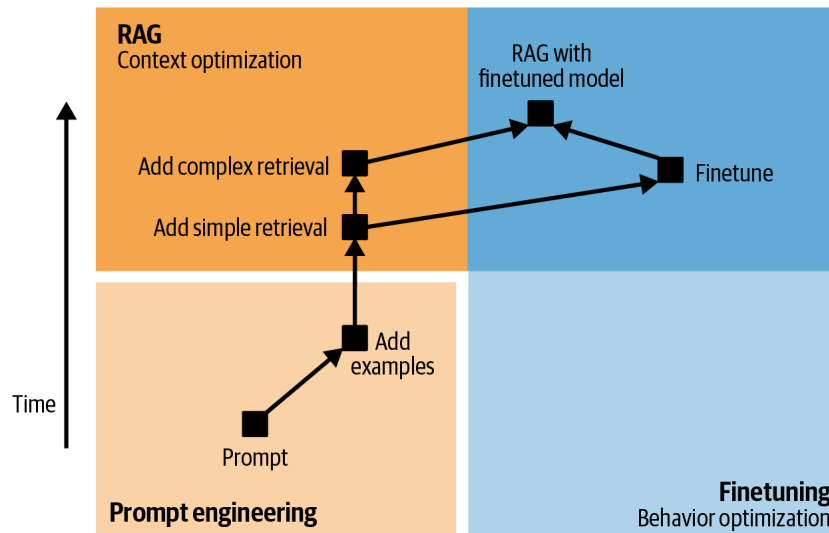 RAG
Context optimization
RAG with
finetuned model
Add complex retrieval
Finetune
Add simple retrieval
Add
examples
Time
Prompt
Prompt engineering
Finetuning
Behavior optimization